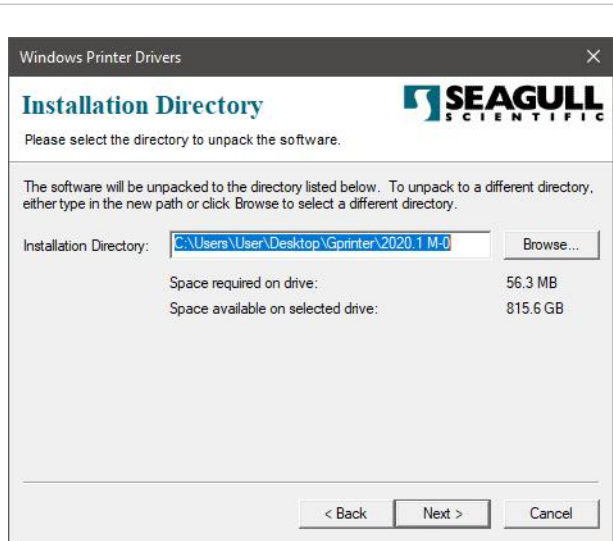 Windows Printer Drivers
Installation Directory
SEAGULL
SCIENTIFIC
Please select the directory to unpack the software.
The software will be unpacked to the directory listed below. To unpack to a different directory,
either type in the new path or click Browse to select a different directory.
Installation Directory: C:\Users\User\Desktop\Gprinter\2020.1 M-0 Browse...
Space required on drive: 56.3 MB
Space available on selected drive: 815.6 GB
< Back Next > Cancel